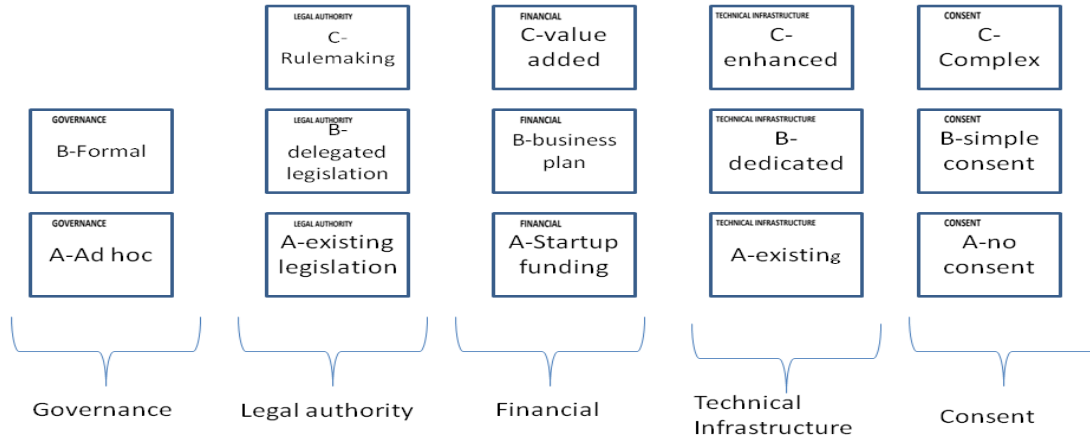 LEGAL AUTHORITY
C-
Rulemaking
FINANCIAL
C-value
added
TECHNICAL INFRASTRUCTURE
C-
enhanced
CONSENT
C-
Complex
GOVERNANCE
B-Formal
LEGAL AUTHORITY
B-
delegated
legislation
FINANCIAL
B-business
plan
TECHNICAL INFRASTRUCTURE
B-
dedicated
CONSENT
B-simple
consent
GOVERNANCE
A-Ad hoc
LEGAL AUTHORITY
A-existing
legislation
FINANCIAL
A-Startup
funding
TECHNICAL INFRASTRUCTURE
A-existing
CONSENT
A-no
consent
Governance
Legal authority
Financial
Technical
Infrastructure
Consent